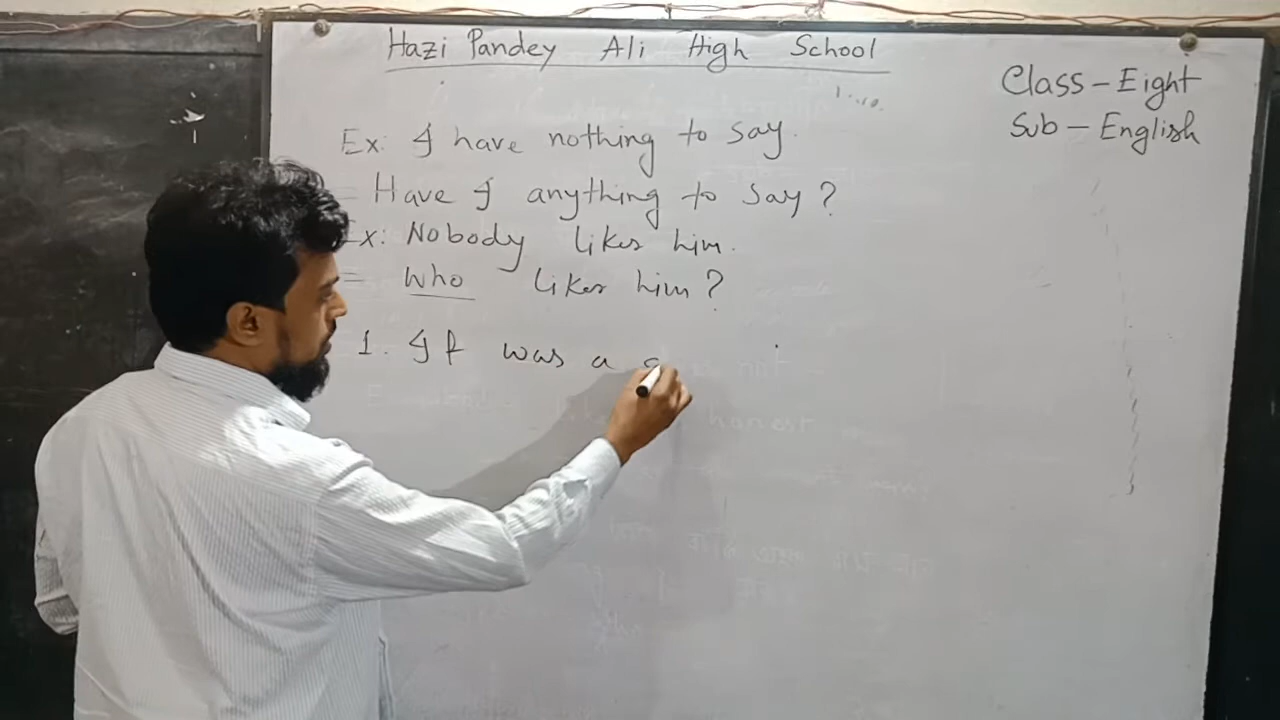 Hazi Pandey Ali High School
Class - Eight
Sub - English
Ex: I have nothing to say.
= Have I anything to say?
Ex: Nobody likes him.
= Who likes him?
1. It was a